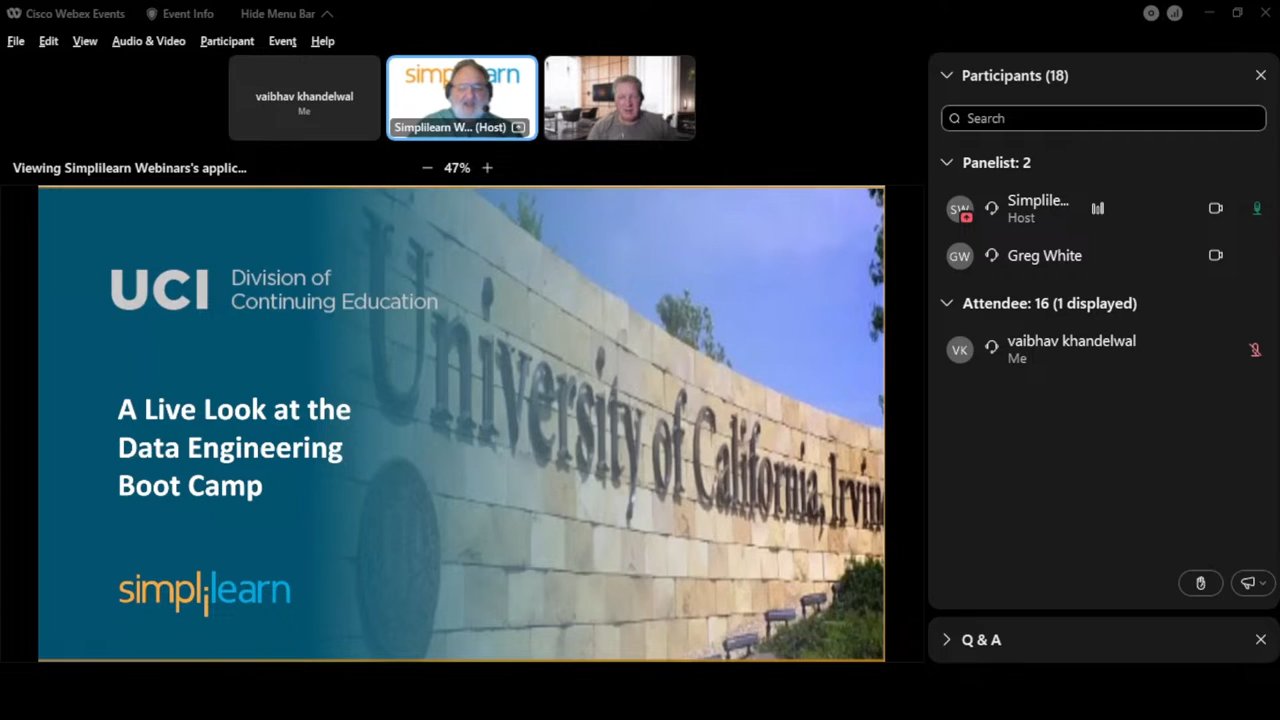 Cisco Webex Events
Event Info
Hide Menu Bar
File Edit View Audio & Video Participant Event Help
vaibhav khandelwal
Me
simplilearn
Simplilearn W... (Host)
Viewing Simplilearn Webinars's applic...
47%
UCI Division of
Continuing Education
A Live Look at the
Data Engineering
Boot Camp
simplilearn
University of California, Irvin
Participants (18)
Search
Panelist: 2
SW
Simplile...
Host
GW
Greg White
Attendee: 16 (1 displayed)
VK
vaibhav khandelwal
Me
Q & A